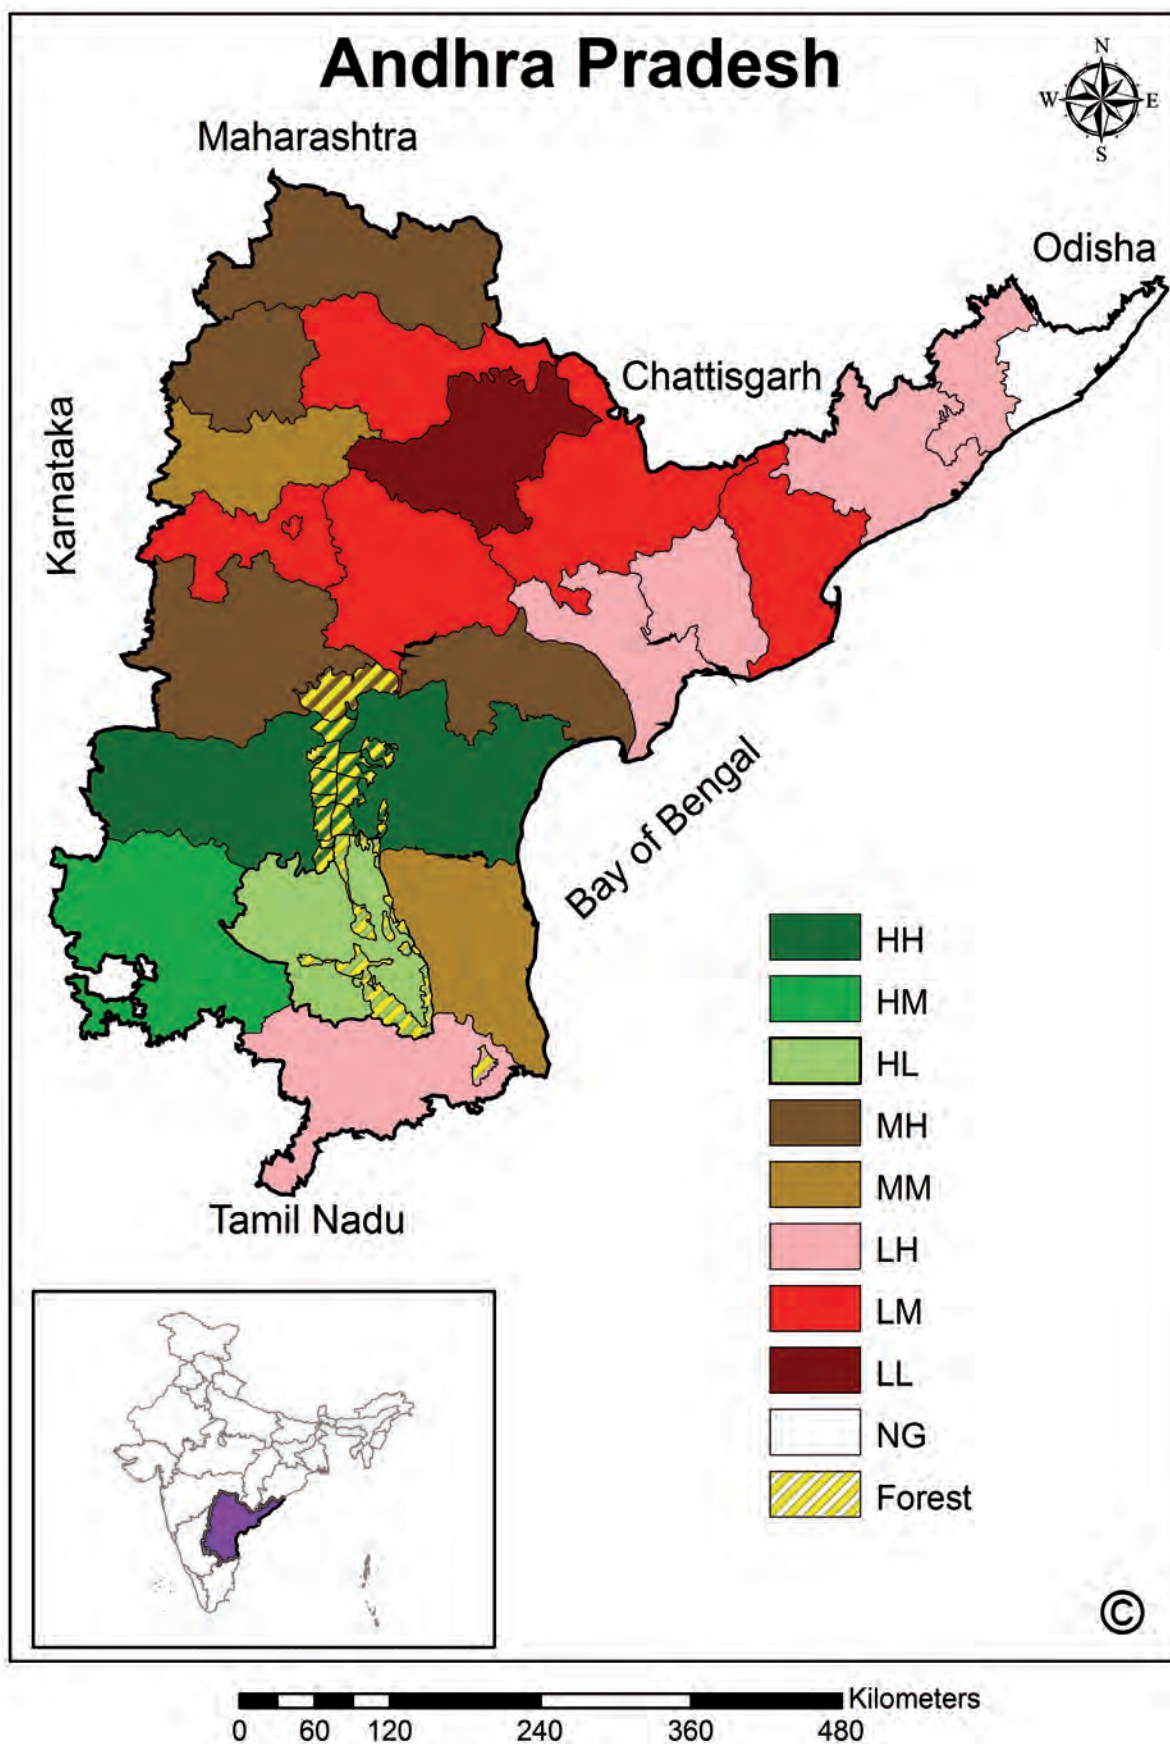 Andhra Pradesh
N
W E
S
Maharashtra
Odisha
Chattisgarh
Karnataka
Bay of Bengal
Tamil Nadu
HH
HM
HL
MH
MM
LH
LM
LL
NG
Forest
©
Kilometers
0 60 120 240 360 480